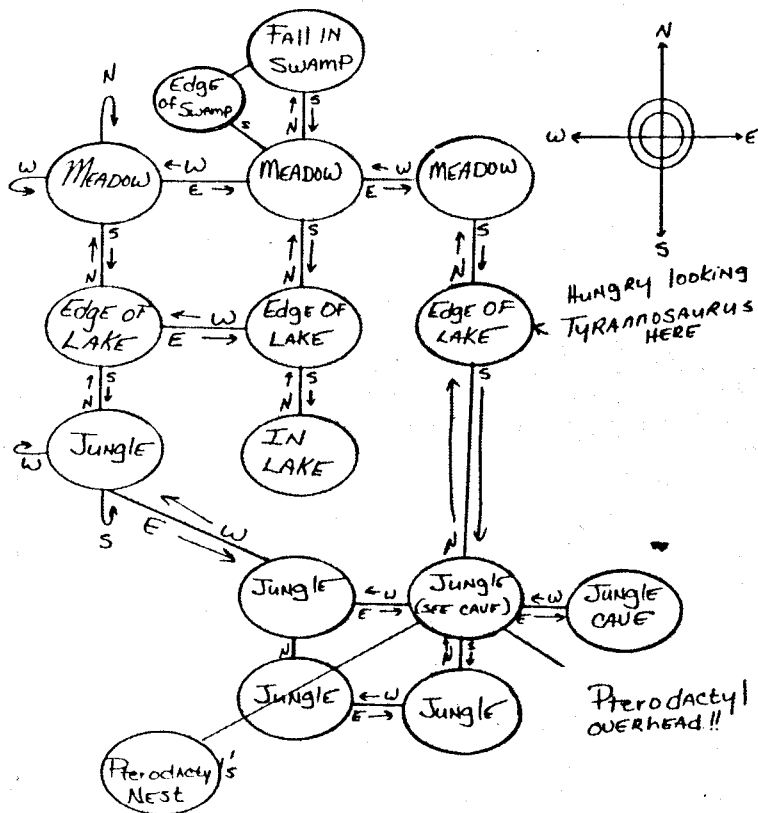 Fall IN
SWAMP
Edge
of Swamp
S
N
S
N
W
N
E
S
W
MEADOW
W
E
MEADOW
W
E
MEADOW
S
N
S
N
S
N
Edge of
LAKE
W
E
Edge of
LAKE
Edge of
LAKE
HUNGRY looking
TYRANNOSAURUS
HERE
S
N
S
N
S
W
Jungle
IN
LAKE
S
E
W
N
Jungle
W
E
Jungle
(SEE CAVE)
W
E
Jungle
CAVE
N
N
S
Jungle
W
E
Jungle
Pterodactyl
OVERHEAD!!
Pterodactyl's
NEST